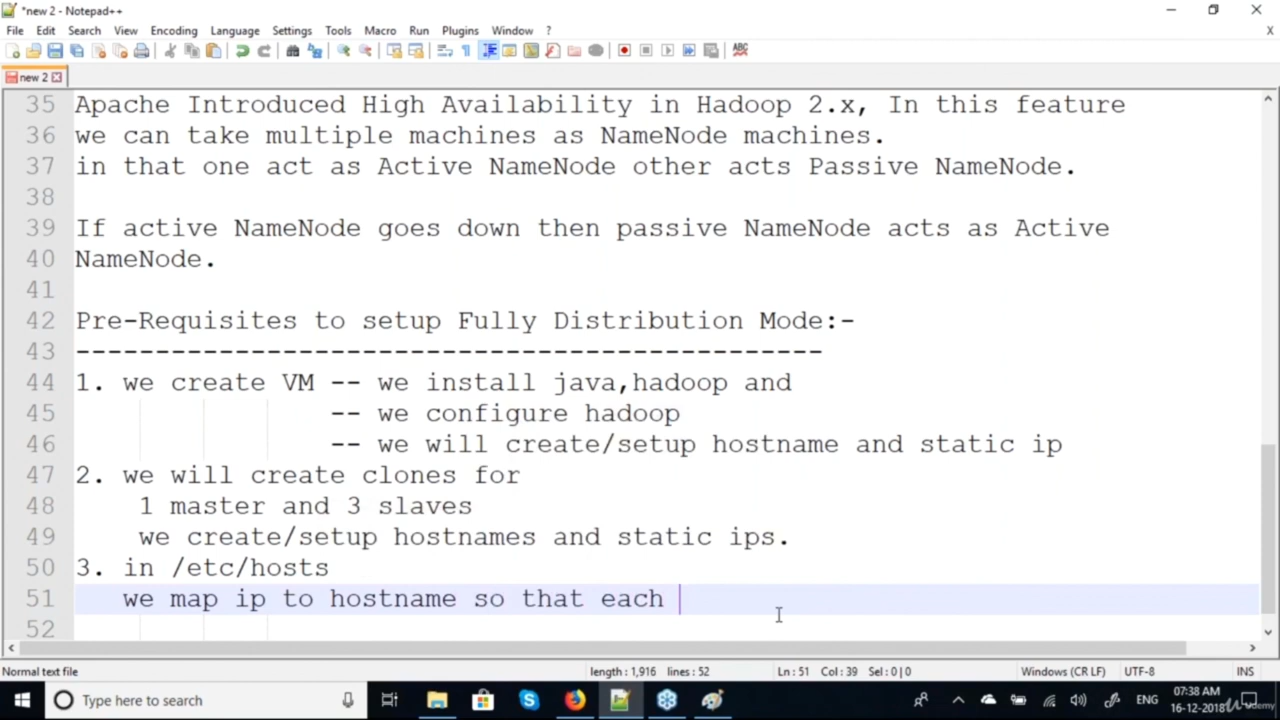 *new 2 - Notepad++
File Edit Search View Encoding Language Settings Tools Macro Run Plugins Window ? X
new 2
35 Apache Introduced High Availability in Hadoop 2.x, In this feature
36 we can take multiple machines as NameNode machines.
37 in that one act as Active NameNode other acts Passive NameNode.
38
39 If active NameNode goes down then passive NameNode acts as Active
40 NameNode.
41
42 Pre-Requisites to setup Fully Distribution Mode:-
43 -----------------------------------------------
44 1. we create VM -- we install java,hadoop and
45 -- we configure hadoop
46 -- we will create/setup hostname and static ip
47 2. we will create clones for
48 1 master and 3 slaves
49 we create/setup hostnames and static ips.
50 3. in /etc/hosts
51 we map ip to hostname so that each
52
Normal text file length : 1,916 lines : 52 Ln : 51 Col : 39 Sel : 0 | 0 Windows (CR LF) UTF-8 INS
Type here to search ENG 07:38 AM
16-12-2018 Udemy